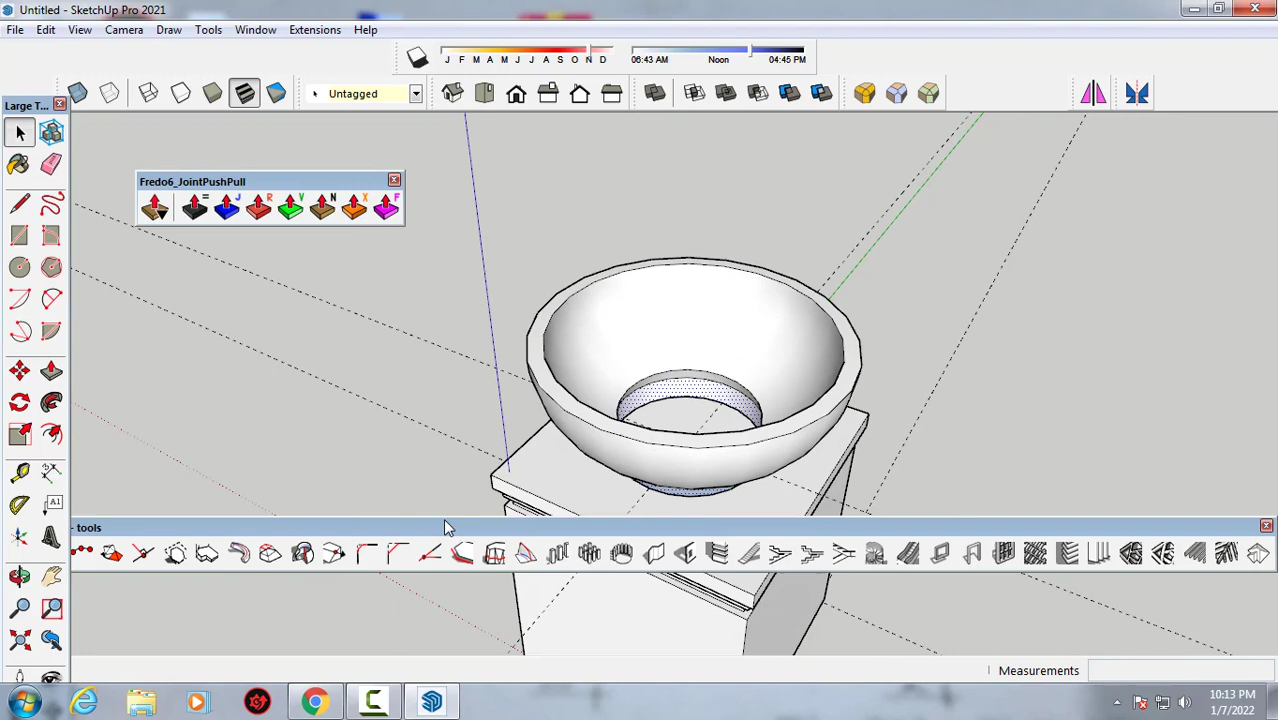 Untitled - SketchUp Pro 2021
File Edit View Camera Draw Tools Window Extensions Help
J F M A M J J A S O N D
06:43 AM Noon 04:45 PM
Untagged
Large T...
Fredo6_JointPushPull
= J R V N X F
A1
- tools
Measurements
10:13 PM
1/7/2022